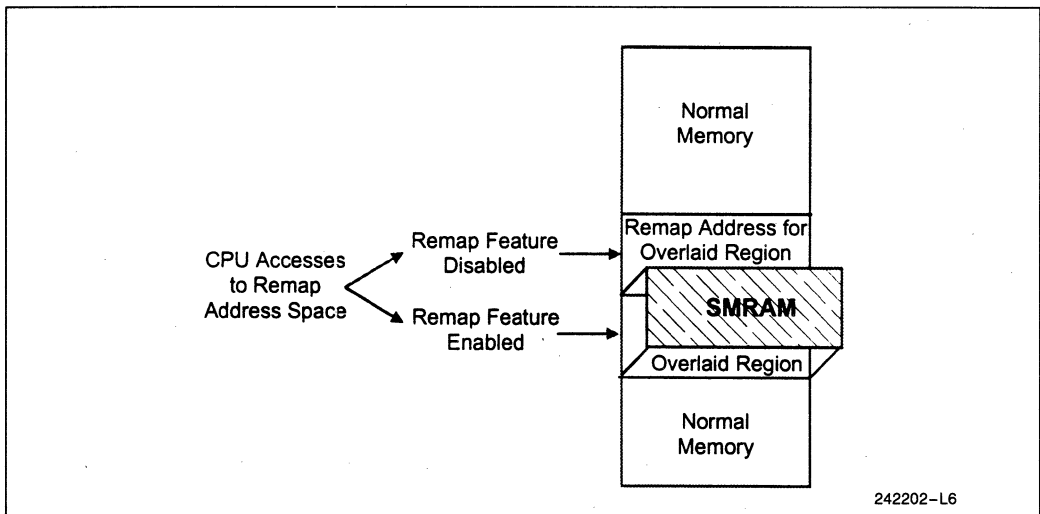 Normal
Memory
Remap Address for
Overlaid Region
CPU Accesses
to Remap
Address Space
Remap Feature
Disabled
Remap Feature
Enabled
SMRAM
Overlaid Region
Normal
Memory
242202-L6